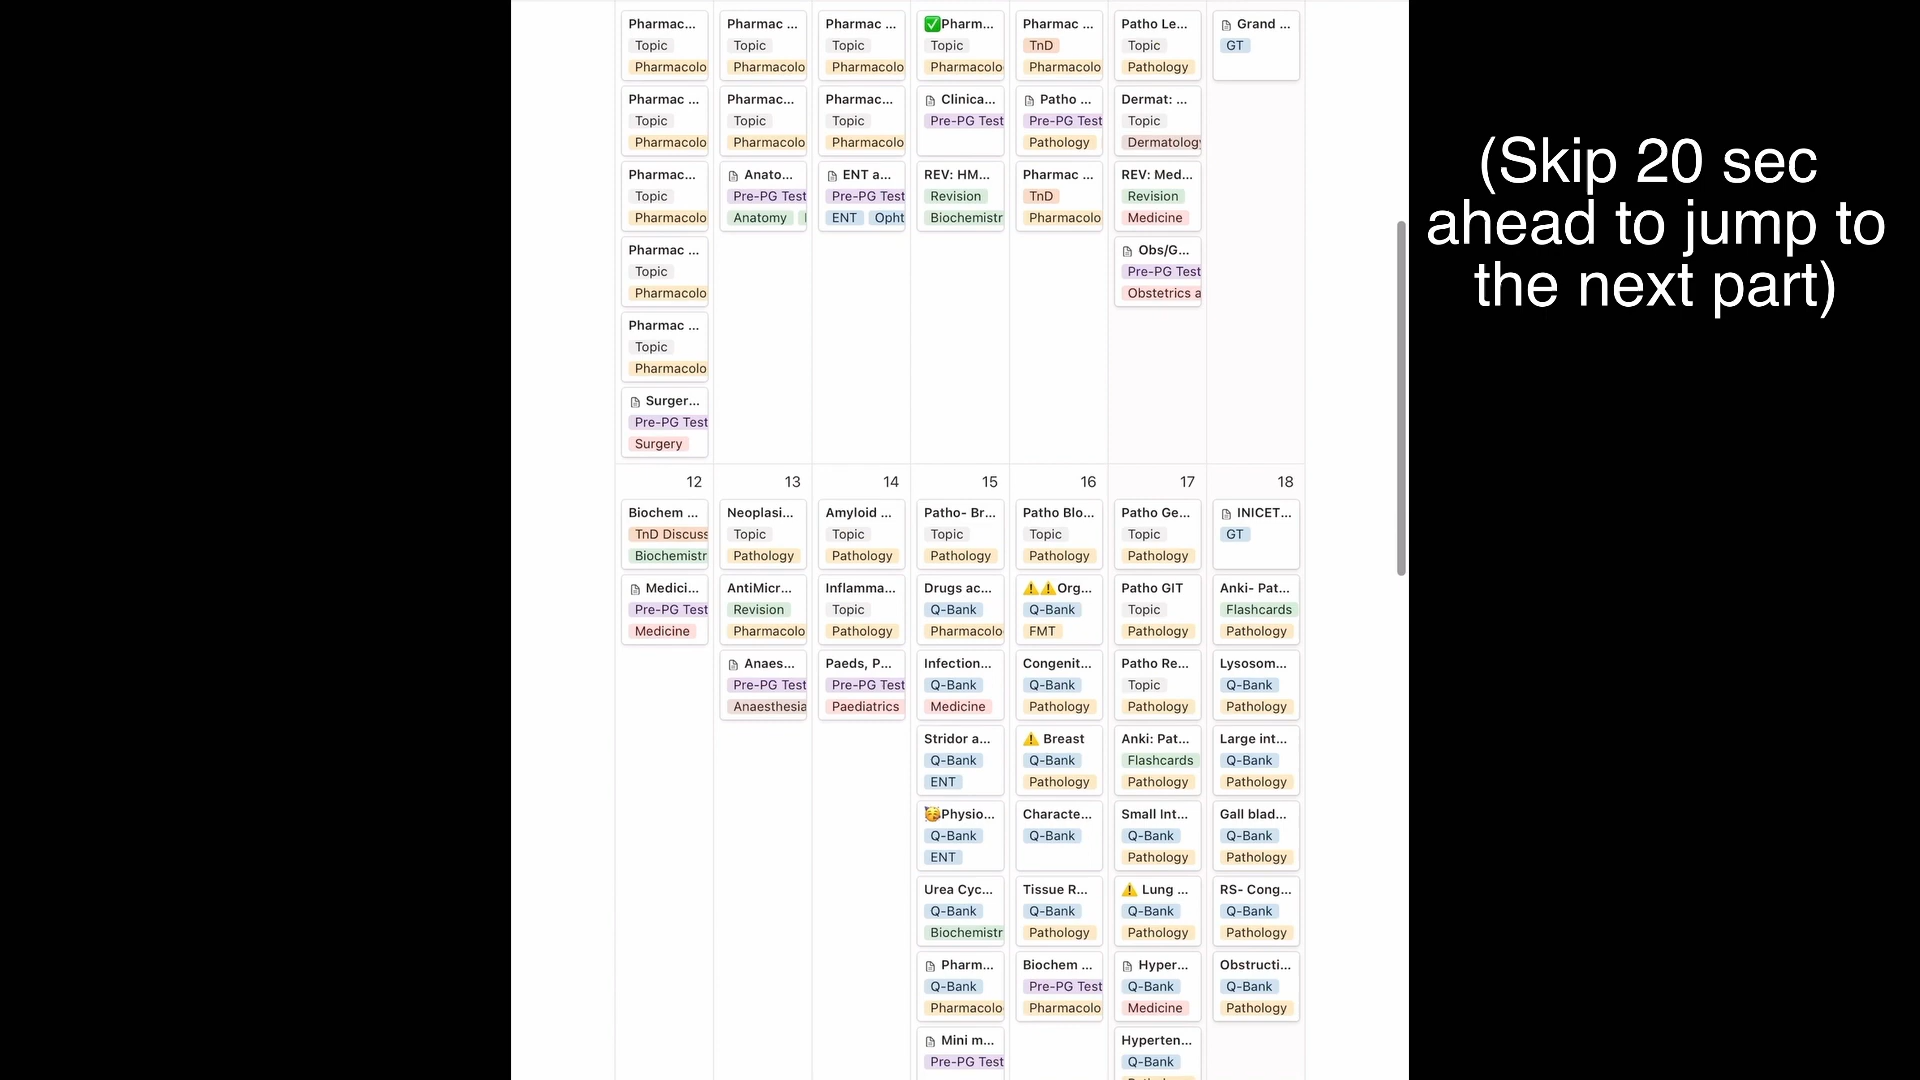 Pharmac...
Topic
Pharmacolo
Pharmac ...
Topic
Pharmacolo
Pharmac...
Topic
Pharmacolo
Pharmac ...
Topic
Pharmacolo
Pharmac ...
Topic
Pharmacolo
Surger...
Pre-PG Test
Surgery
Pharmac ...
Topic
Pharmacolo
Pharmac...
Topic
Pharmacolo
Anato...
Pre-PG Test
Anatomy
Pharmac ...
Topic
Pharmacolo
Pharmac...
Topic
Pharmacolo
ENT a...
Pre-PG Test
ENT Opht
✅Pharm...
Topic
Pharmacolo
Clinica...
Pre-PG Test
REV: HM...
Revision
Biochemistr
Pharmac ...
TnD
Pharmacolo
Patho ...
Pre-PG Test
Pathology
Pharmac ...
TnD
Pharmacolo
Patho Le...
Topic
Pathology
Dermat: ...
Topic
Dermatology
REV: Med...
Revision
Medicine
Obs/G...
Pre-PG Test
Obstetrics a
Grand ...
GT
12
Biochem ...
TnD Discuss
Biochemistr
Medici...
Pre-PG Test
Medicine
13
Neoplasi...
Topic
Pathology
AntiMicr...
Revision
Pharmacolo
Anaes...
Pre-PG Test
Anaesthesia
14
Amyloid ...
Topic
Pathology
Inflamma...
Topic
Pathology
Paeds, P...
Pre-PG Test
Paediatrics
15
Patho- Br...
Topic
Pathology
Drugs ac...
Q-Bank
Pharmacolo
Infection...
Q-Bank
Medicine
Stridor a...
Q-Bank
ENT
🥳Physio...
Q-Bank
ENT
Urea Cyc...
Q-Bank
Biochemistr
Pharm...
Q-Bank
Pharmacolo
Mini m...
Pre-PG Test
16
Patho Blo...
Topic
Pathology
⚠️⚠️Org...
Q-Bank
FMT
Congenit...
Q-Bank
Pathology
⚠️ Breast
Q-Bank
Pathology
Characte...
Q-Bank
Tissue R...
Q-Bank
Pathology
Biochem ...
Pre-PG Test
Pharmacolo
17
Patho Ge...
Topic
Pathology
Patho GIT
Topic
Pathology
Patho Re...
Topic
Pathology
Anki: Pat...
Flashcards
Pathology
Small Int...
Q-Bank
Pathology
⚠️ Lung ...
Q-Bank
Pathology
Hyper...
Q-Bank
Medicine
Hyperten...
Q-Bank
18
INICET...
GT
Anki- Pat...
Flashcards
Pathology
Lysosom...
Q-Bank
Pathology
Large int...
Q-Bank
Pathology
Gall blad...
Q-Bank
Pathology
RS- Cong...
Q-Bank
Pathology
Obstructi...
Q-Bank
Pathology
(Skip 20 sec
ahead to jump to
the next part)